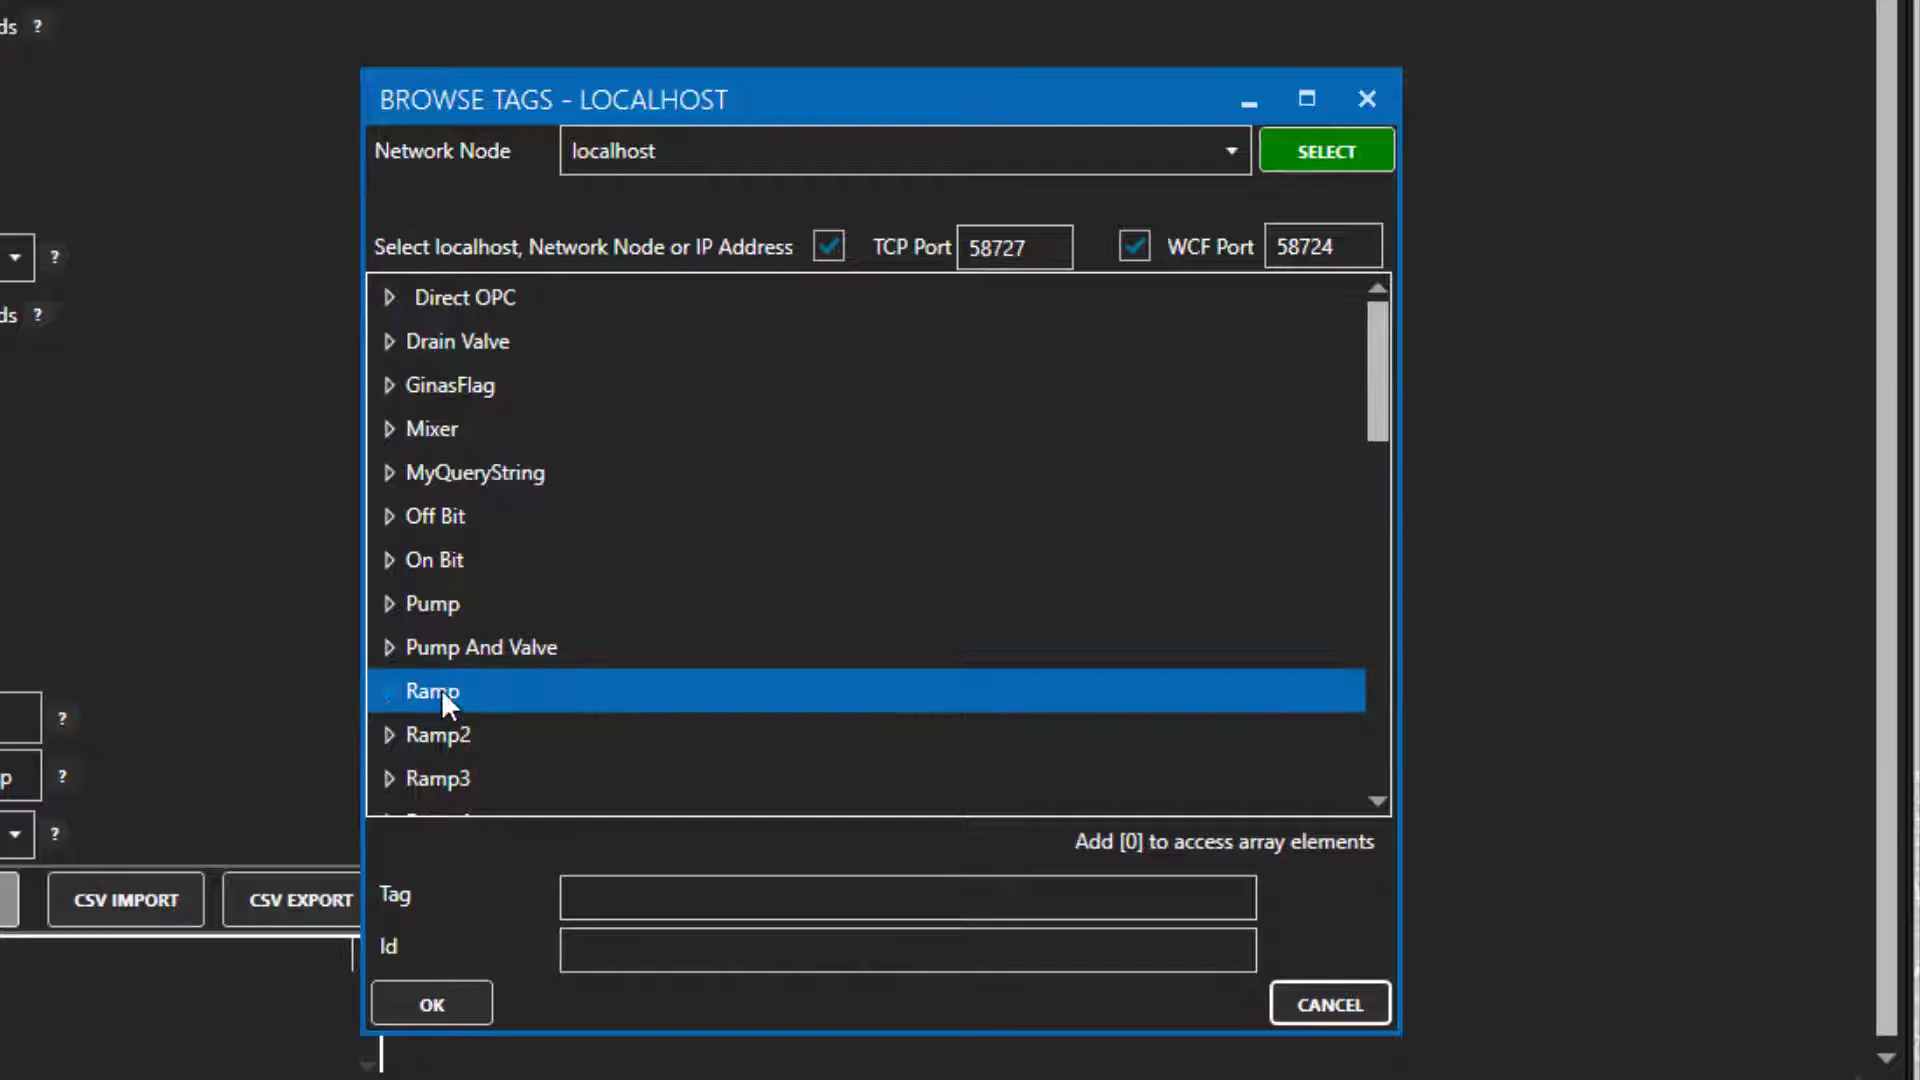 ds ?
BROWSE TAGS - LOCALHOST
Network Node localhost SELECT
Select localhost, Network Node or IP Address TCP Port 58727 WCF Port 58724
?
Direct OPC
ds ?
Drain Valve
GinasFlag
Mixer
MyQueryString
Off Bit
On Bit
Pump
Pump And Valve
Ramp
?
Ramp2
p ?
Ramp3
?
Add [0] to access array elements
CSV IMPORT CSV EXPORT
Tag
Id
OK CANCEL